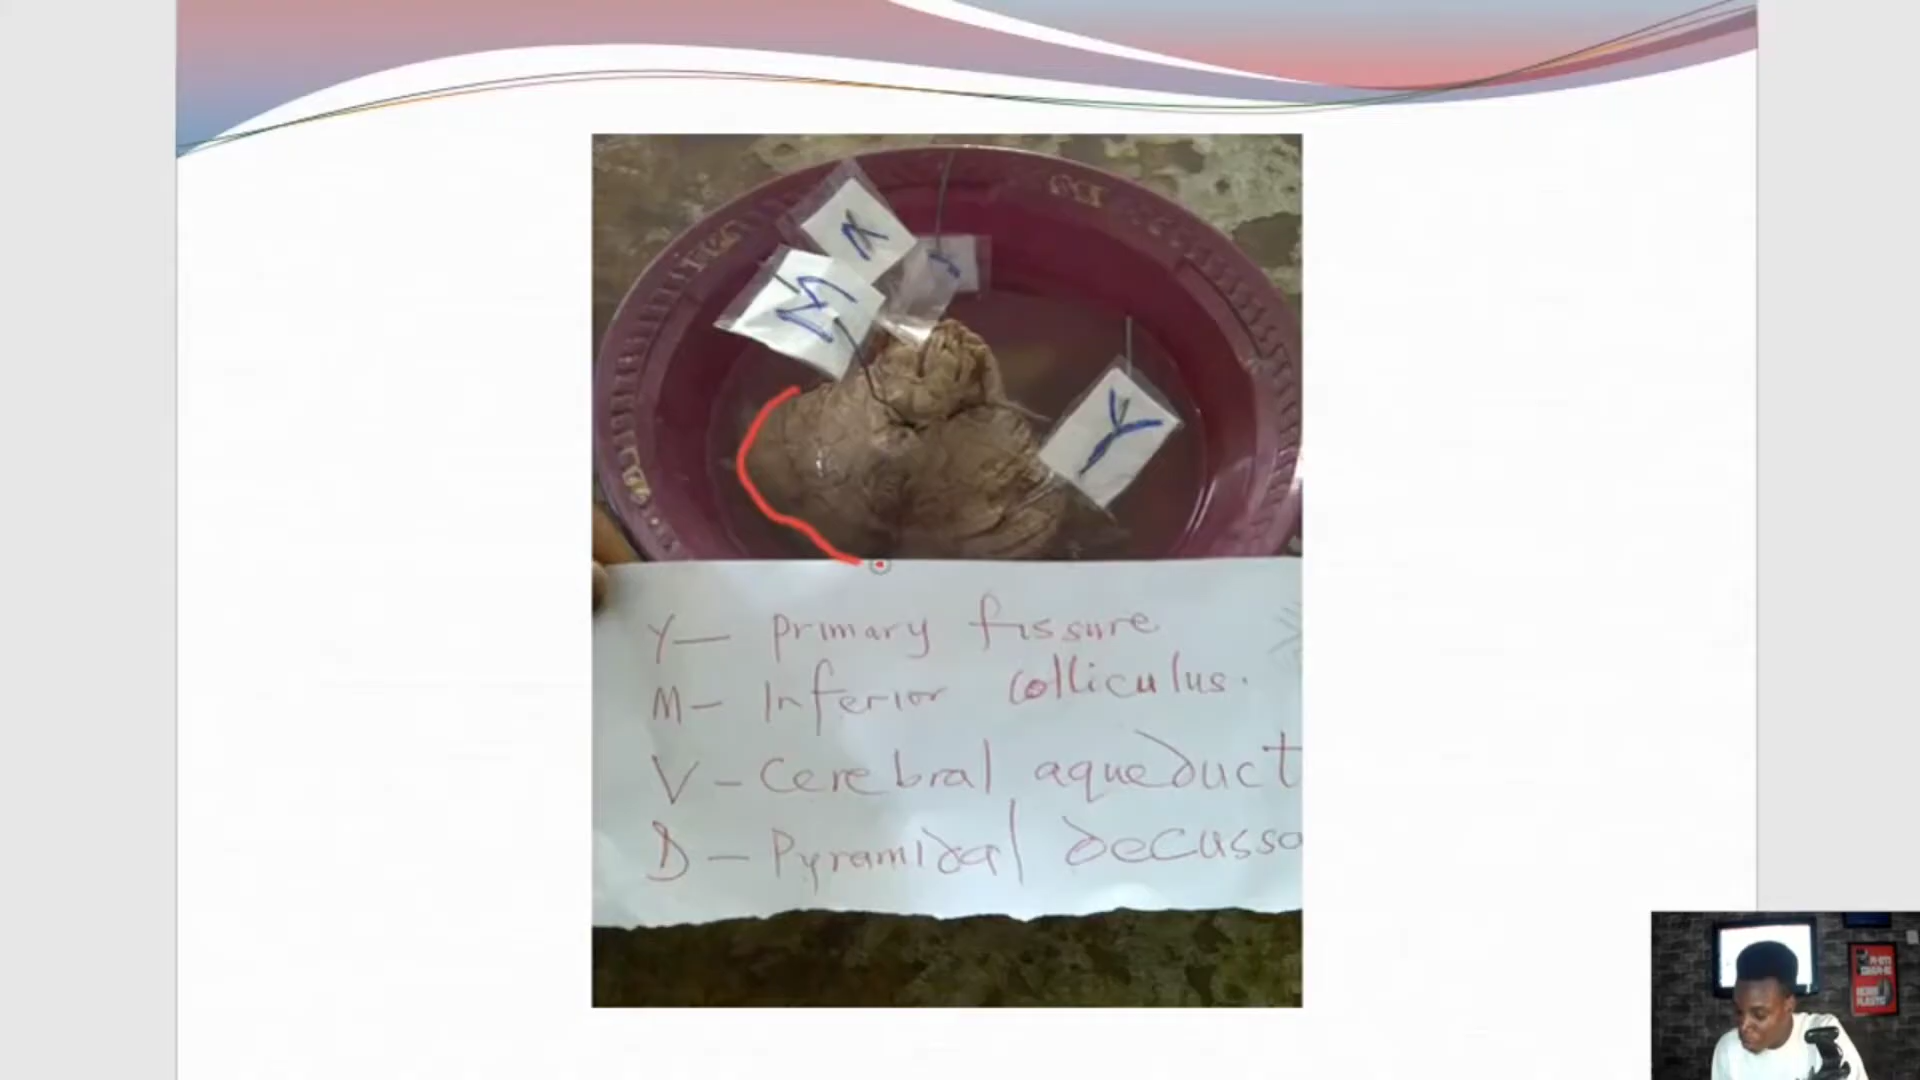 M
Y
Y— Primary fissure
M— Inferior colliculus.
V— Cerebral aqueduct
D— Pyramidal decussa